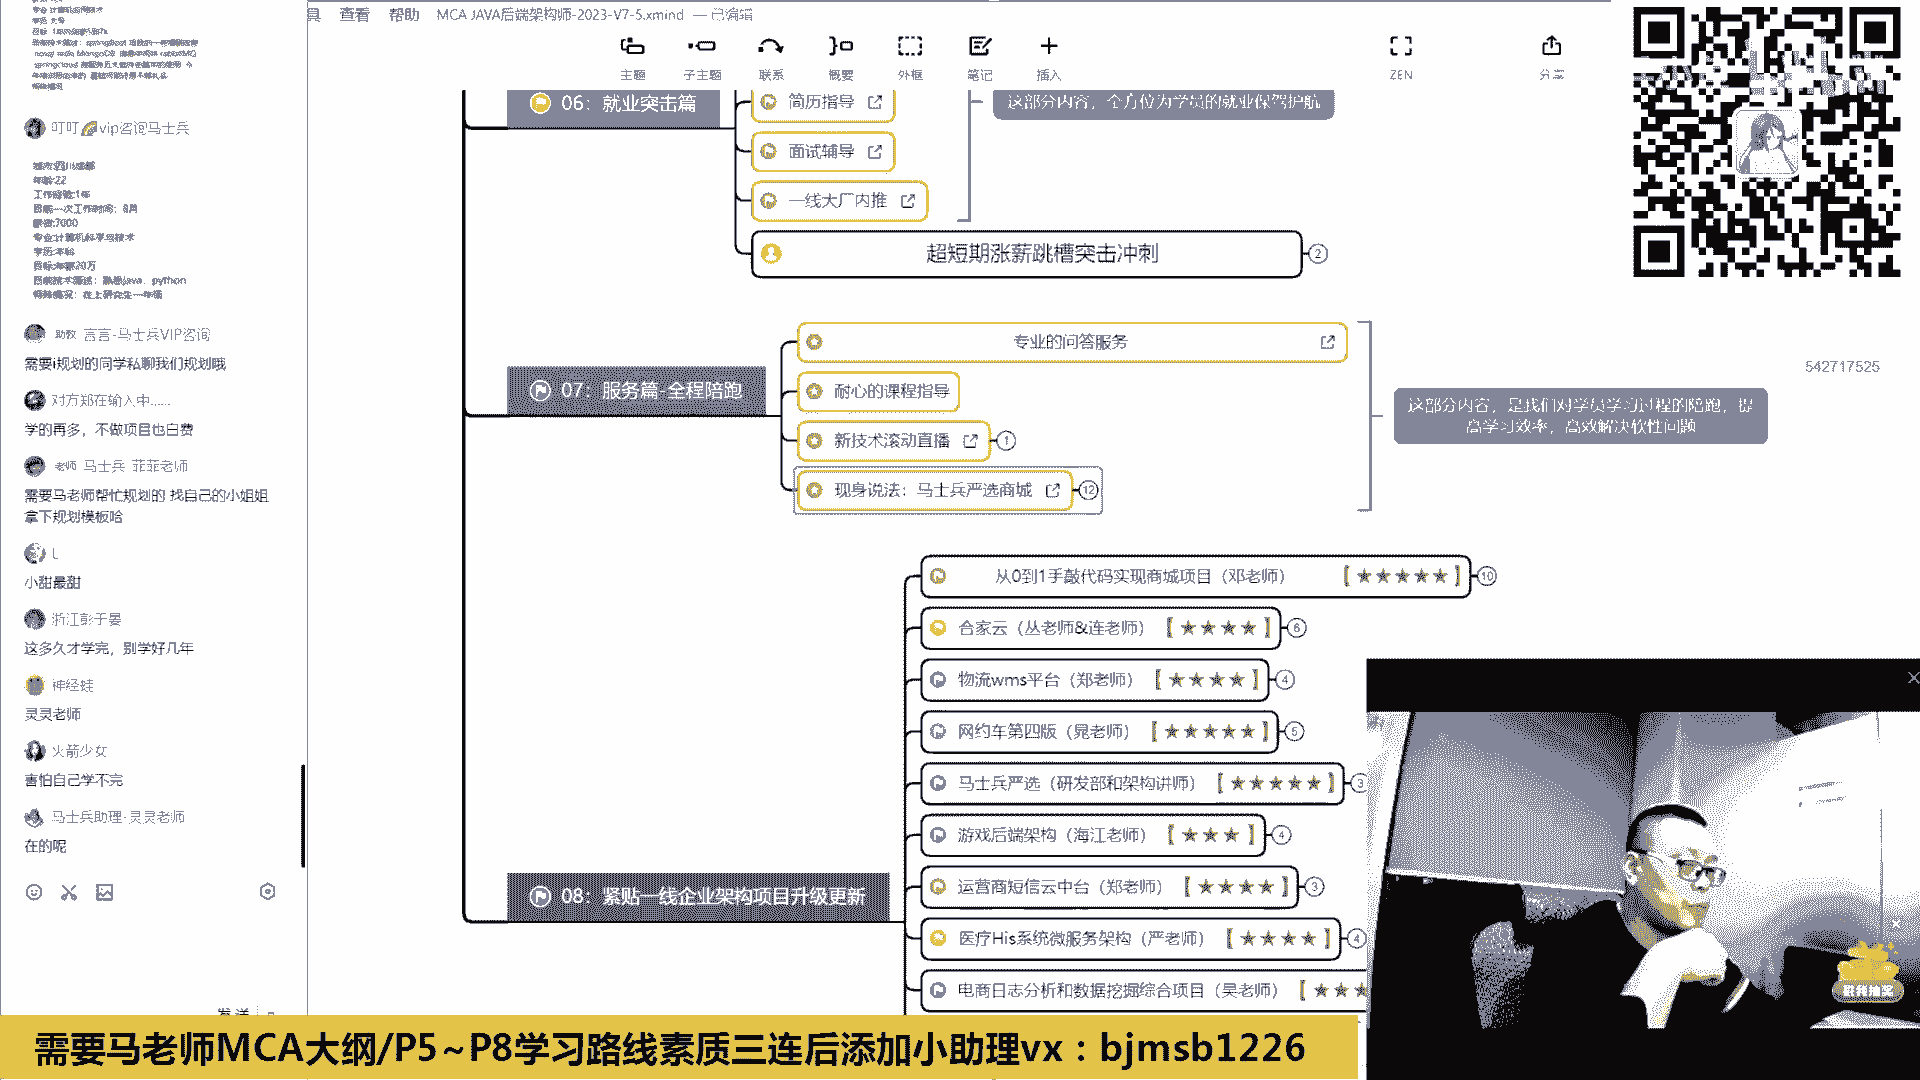 具 查看 帮助 MCA JAVA后端架构师-2023-V7-5.xmind — 已编辑
主题 子主题 联系 概要 外框 笔记 插入 ZEN 分享
叮叮🌈vip咨询马士兵
年龄:22
薪资:7000
助教 言言-马士兵VIP咨询
需要i规划的同学私聊我们规划哦
对方郑在输入中......
学的再多，不做项目也白费
老师 马士兵 菲菲老师
需要马老师帮忙规划的 找自己的小姐姐
拿下规划模板哈
L
小甜最甜
浙江彭于晏
这多久才学完，别学好几年
神经蛙
灵灵老师
火箭少女
害怕自己学不完
马士兵助理-灵灵老师
在的呢
06：就业突击篇
简历指导
面试辅导
一线大厂内推
超短期涨薪跳槽突击冲刺 2
这部分内容，全方位为学员的就业保驾护航
07：服务篇-全程陪跑
专业的问答服务
耐心的课程指导
新技术滚动直播 1
现身说法：马士兵严选商城 12
这部分内容，是我们对学员学习过程的陪跑，提
高学习效率，高效解决软性问题
542717525
08：紧贴一线企业架构项目升级更新
从0到1手敲代码实现商城项目（邓老师） 【★★★★★】 10
合家云（丛老师&连老师） 【★★★★】 6
物流wms平台（郑老师） 【★★★★】 4
网约车第四版（晁老师） 【★★★★★】 5
马士兵严选（研发部和架构讲师） 【★★★★★】 3
游戏后端架构（海江老师） 【★★★】 4
运营商短信云中台（郑老师） 【★★★★】 3
医疗His系统微服务架构（严老师） 【★★★★】 4
电商日志分析和数据挖掘综合项目（吴老师） 【★★★
需要马老师MCA大纲/P5~P8学习路线素质三连后添加小助理vx：bjmsb1226